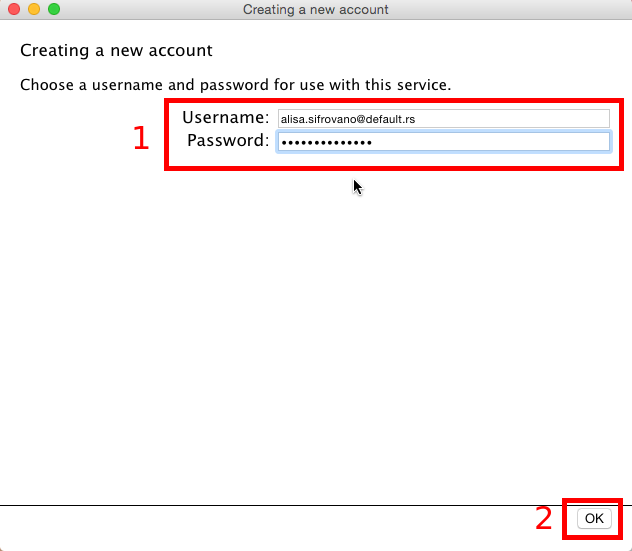 Creating a new account
Creating a new account
Choose a username and password for use with this service.
1
Username: alisa.sifrovano@default.rs
Password: ••••••••••••••
2
OK